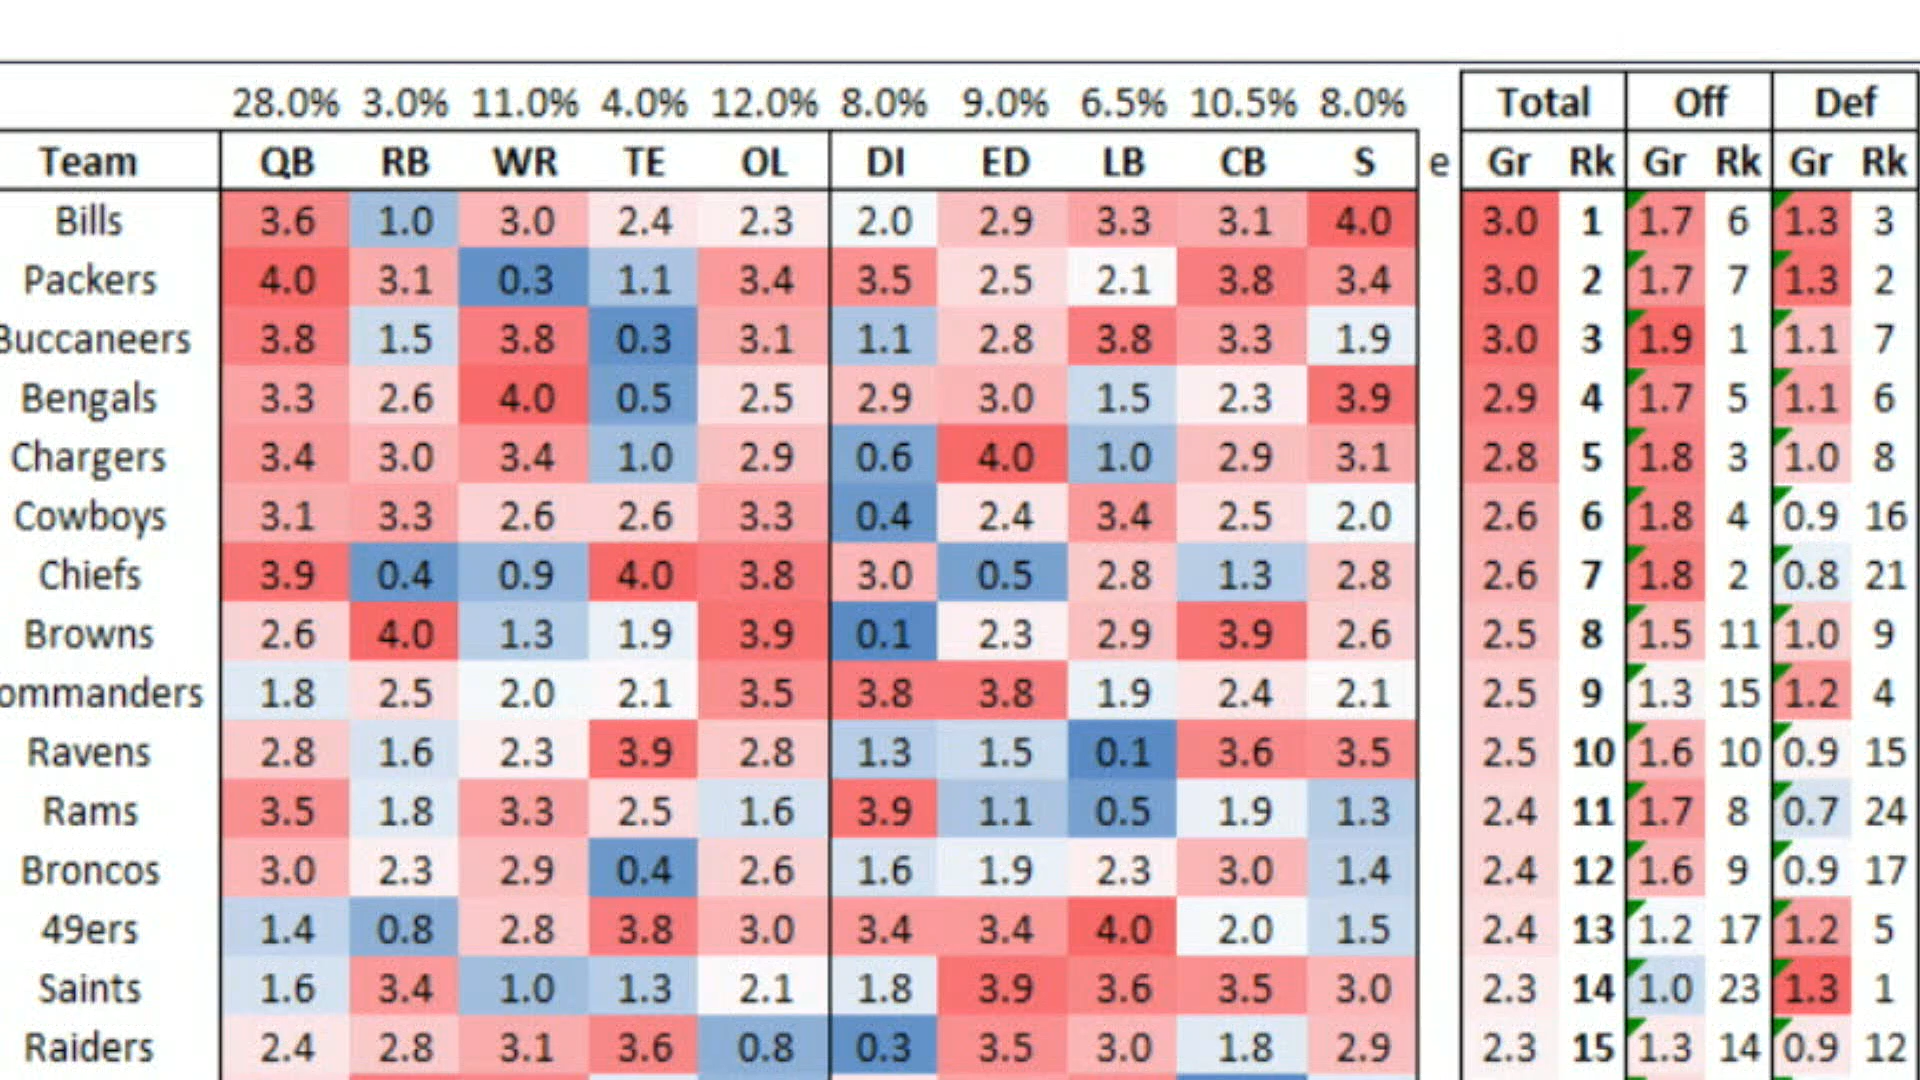 28.0% 3.0% 11.0% 4.0% 12.0% 8.0% 9.0% 6.5% 10.5% 8.0% Total Off Def
Team QB RB WR TE OL DI ED LB CB S e Gr Rk Gr Rk Gr Rk
Bills 3.6 1.0 3.0 2.4 2.3 2.0 2.9 3.3 3.1 4.0 3.0 1 1.7 6 1.3 3
Packers 4.0 3.1 0.3 1.1 3.4 3.5 2.5 2.1 3.8 3.4 3.0 2 1.7 7 1.3 2
Buccaneers 3.8 1.5 3.8 0.3 3.1 1.1 2.8 3.8 3.3 1.9 3.0 3 1.9 1 1.1 7
Bengals 3.3 2.6 4.0 0.5 2.5 2.9 3.0 1.5 2.3 3.9 2.9 4 1.7 5 1.1 6
Chargers 3.4 3.0 3.4 1.0 2.9 0.6 4.0 1.0 2.9 3.1 2.8 5 1.8 3 1.0 8
Cowboys 3.1 3.3 2.6 2.6 3.3 0.4 2.4 3.4 2.5 2.0 2.6 6 1.8 4 0.9 16
Chiefs 3.9 0.4 0.9 4.0 3.8 3.0 0.5 2.8 1.3 2.8 2.6 7 1.8 2 0.8 21
Browns 2.6 4.0 1.3 1.9 3.9 0.1 2.3 2.9 3.9 2.6 2.5 8 1.5 11 1.0 9
ommanders 1.8 2.5 2.0 2.1 3.5 3.8 3.8 1.9 2.4 2.1 2.5 9 1.3 15 1.2 4
Ravens 2.8 1.6 2.3 3.9 2.8 1.3 1.5 0.1 3.6 3.5 2.5 10 1.6 10 0.9 15
Rams 3.5 1.8 3.3 2.5 1.6 3.9 1.1 0.5 1.9 1.3 2.4 11 1.7 8 0.7 24
Broncos 3.0 2.3 2.9 0.4 2.6 1.6 1.9 2.3 3.0 1.4 2.4 12 1.6 9 0.9 17
49ers 1.4 0.8 2.8 3.8 3.0 3.4 3.4 4.0 2.0 1.5 2.4 13 1.2 17 1.2 5
Saints 1.6 3.4 1.0 1.3 2.1 1.8 3.9 3.6 3.5 3.0 2.3 14 1.0 23 1.3 1
Raiders 2.4 2.8 3.1 3.6 0.8 0.3 3.5 3.0 1.8 2.9 2.3 15 1.3 14 0.9 12